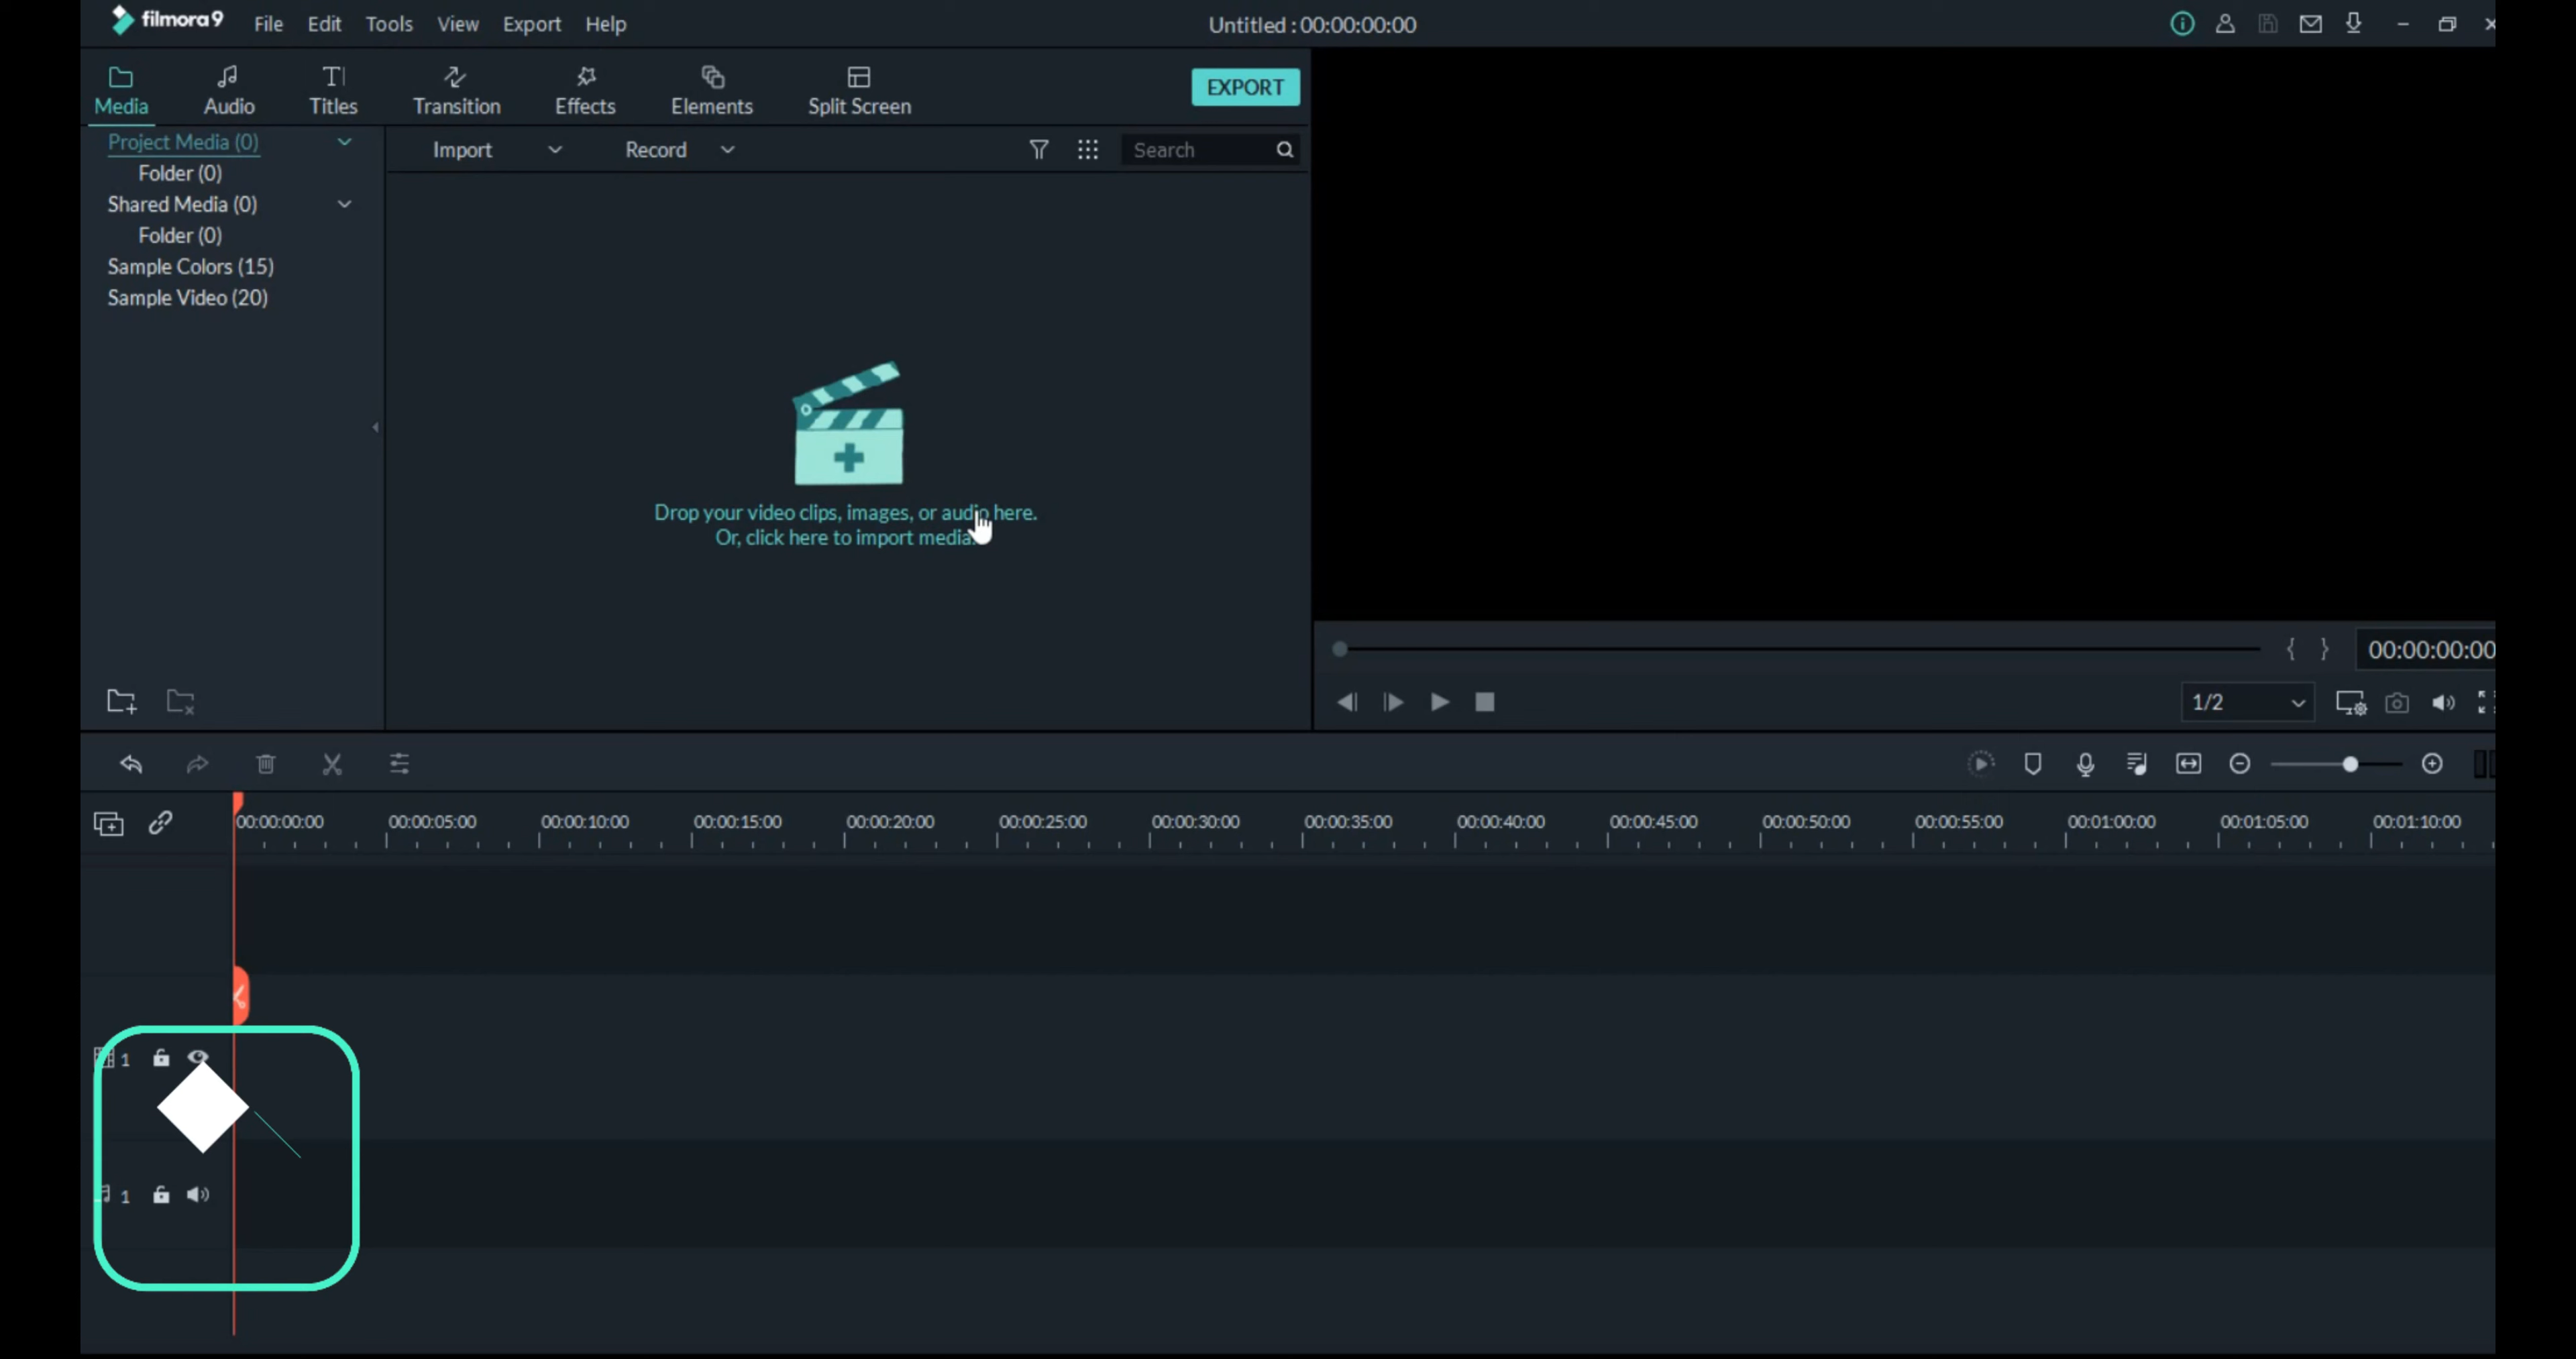 filmora9 File Edit Tools View Export Help Untitled : 00:00:00:00
Media Audio Titles Transition Effects Elements Split Screen EXPORT
Project Media (0) Import Record Search
Folder (0)
Shared Media (0)
Folder (0)
Sample Colors (15)
Sample Video (20)
Drop your video clips, images, or audio here.
Or, click here to import media.
00:00:00:00
1/2
00:00:00:00 00:00:05:00 00:00:10:00 00:00:15:00 00:00:20:00 00:00:25:00 00:00:30:00 00:00:35:00 00:00:40:00 00:00:45:00 00:00:50:00 00:00:55:00 00:01:00:00 00:01:05:00 00:01:10:00
1
1